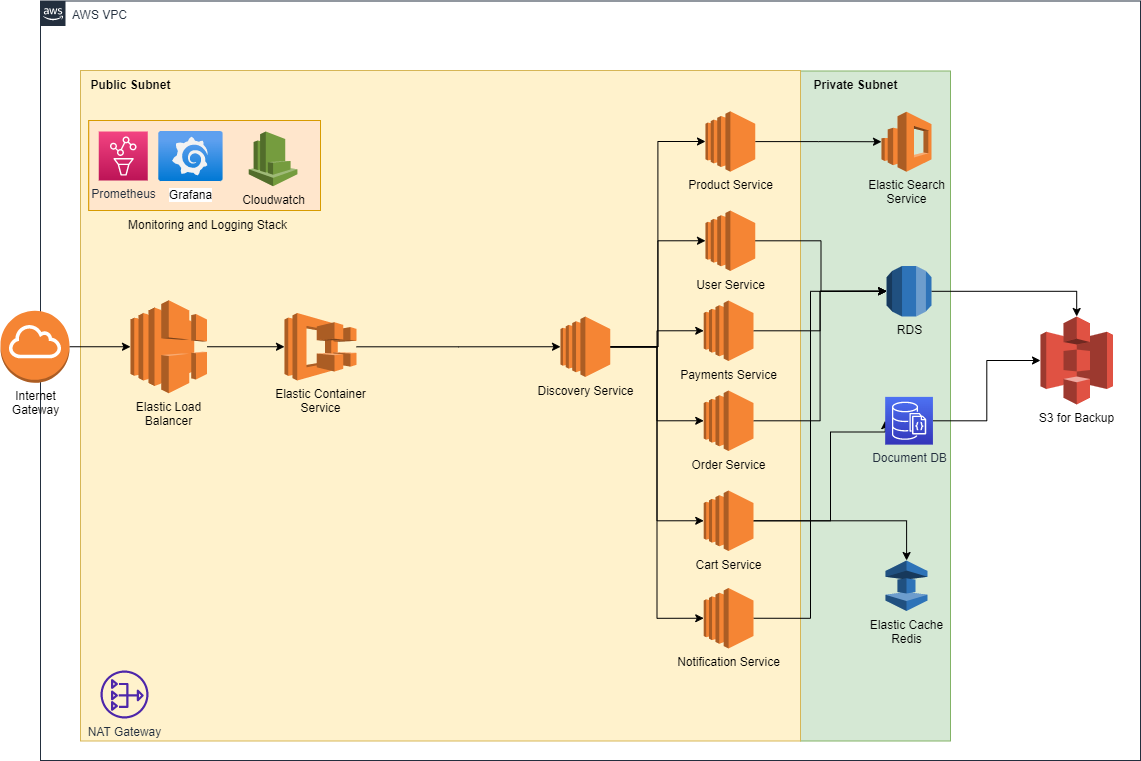 aws
AWS VPC
Public Subnet
Private Subnet
Prometheus
Grafana
Cloudwatch
Monitoring and Logging Stack
Product Service
Elastic Search
Service
User Service
RDS
Internet
Gateway
Elastic Load
Balancer
Elastic Container
Service
Discovery Service
Payments Service
S3 for Backup
Order Service
Document DB
Cart Service
Elastic Cache
Redis
Notification Service
NAT Gateway